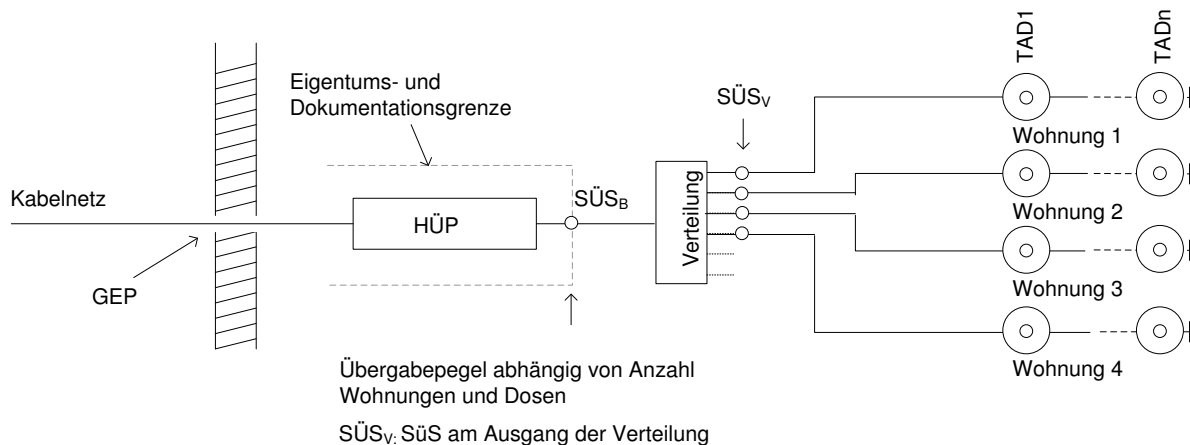 TAD1
TADn
Eigentums- und
Dokumentationsgrenze
SÜSV
Wohnung 1
Kabelnetz
HÜP
SÜSB
Verteilung
Wohnung 2
GEP
Wohnung 3
Übergabepegel abhängig von Anzahl
Wohnungen und Dosen
Wohnung 4
SÜSV: SüS am Ausgang der Verteilung